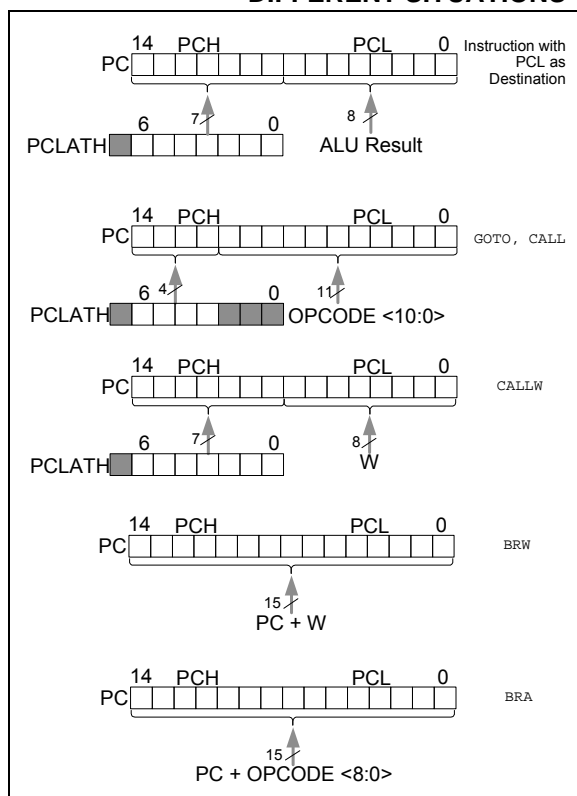 DIFFERENT SITUATIONS
14 PCH PCL 0
PC
Instruction with
PCL as
Destination
7 8
6 0
PCLATH
ALU Result
14 PCH PCL 0
PC
GOTO, CALL
4 11
6 0
PCLATH
OPCODE <10:0>
14 PCH PCL 0
PC
CALLW
7 8
6 0
PCLATH
W
14 PCH PCL 0
PC
BRW
15
PC + W
14 PCH PCL 0
PC
BRA
15
PC + OPCODE <8:0>